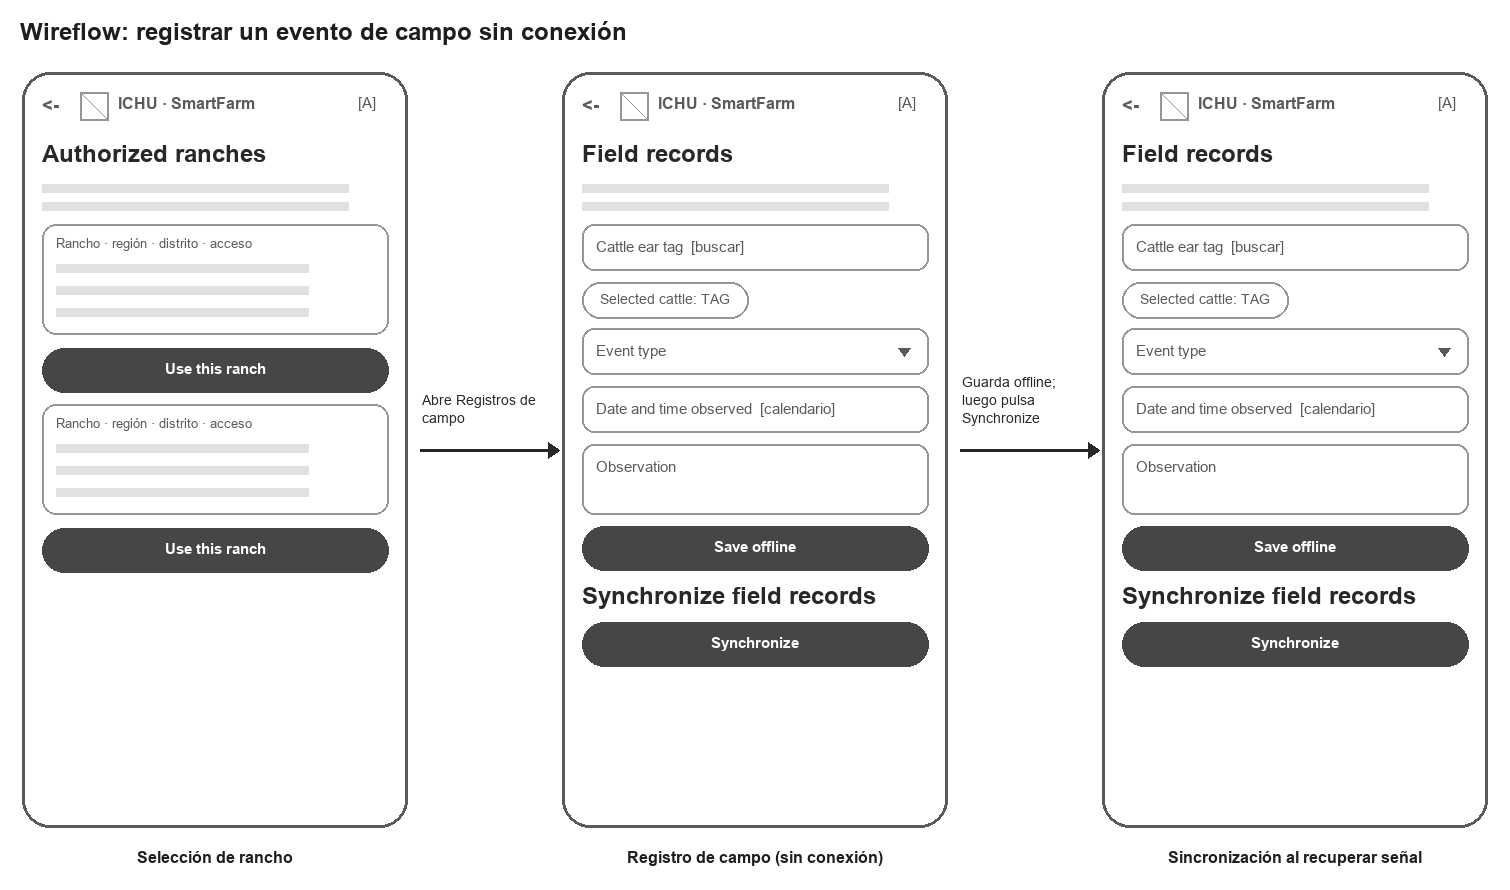 Wireflow: registrar un evento de campo sin conexión
<- ICHU · SmartFarm [A]
Authorized ranches
Rancho · región · distrito · acceso
Use this ranch
Rancho · región · distrito · acceso
Use this ranch
Selección de rancho
Abre Registros de
campo
<- ICHU · SmartFarm [A]
Field records
Cattle ear tag [buscar]
Selected cattle: TAG
Event type
Date and time observed [calendario]
Observation
Save offline
Synchronize field records
Synchronize
Registro de campo (sin conexión)
Guarda offline;
luego pulsa
Synchronize
<- ICHU · SmartFarm [A]
Field records
Cattle ear tag [buscar]
Selected cattle: TAG
Event type
Date and time observed [calendario]
Observation
Save offline
Synchronize field records
Synchronize
Sincronización al recuperar señal